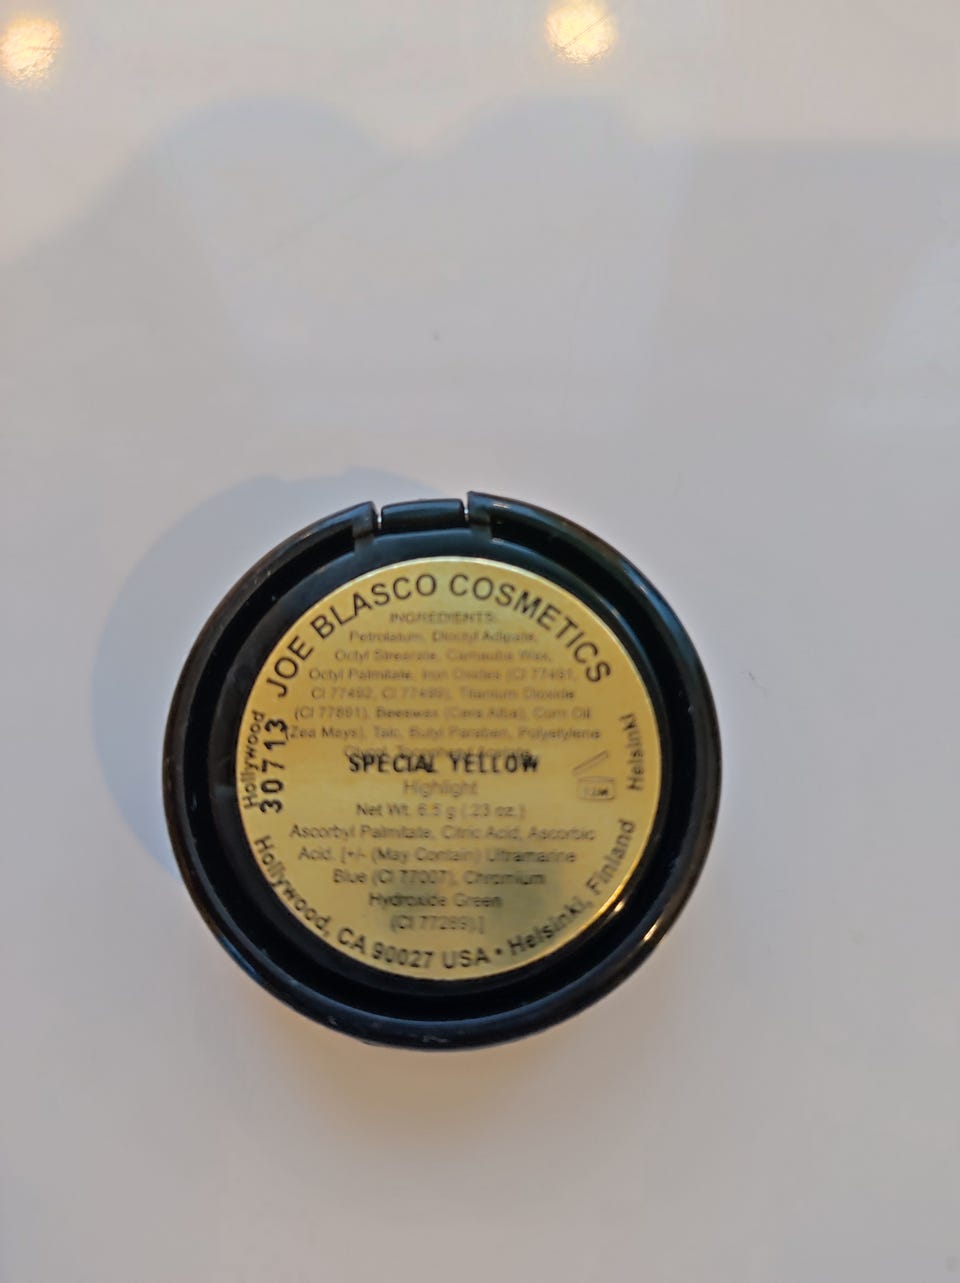 JOE BLASCO COSMETICS
INGREDIENTS:
Petrolatum, Dioctyl Adipate,
Octyl Stearate, Carnauba Wax,
Octyl Palmitate, Iron Oxides (CI 77491,
CI 77492, CI 77499), Titanium Dioxide
(CI 77891), Beeswax (Cera Alba), Corn Oil
(Zea Mays), Talc, Butyl Paraben, Polyetylene
Glycol,
SPECIAL YELLOW
Highlight
Net Wt. 6.5 g (.23 oz.)
Ascorbyl Palmitate, Citric Acid, Ascorbic
Acid. [+/- (May Contain) Ultramarine
Blue (CI 77007), Chromium
Hydroxide Green
(CI 77289).]
Hollywood
30713
Helsinki
12M
Hollywood, CA 90027 USA • Helsinki, Finland